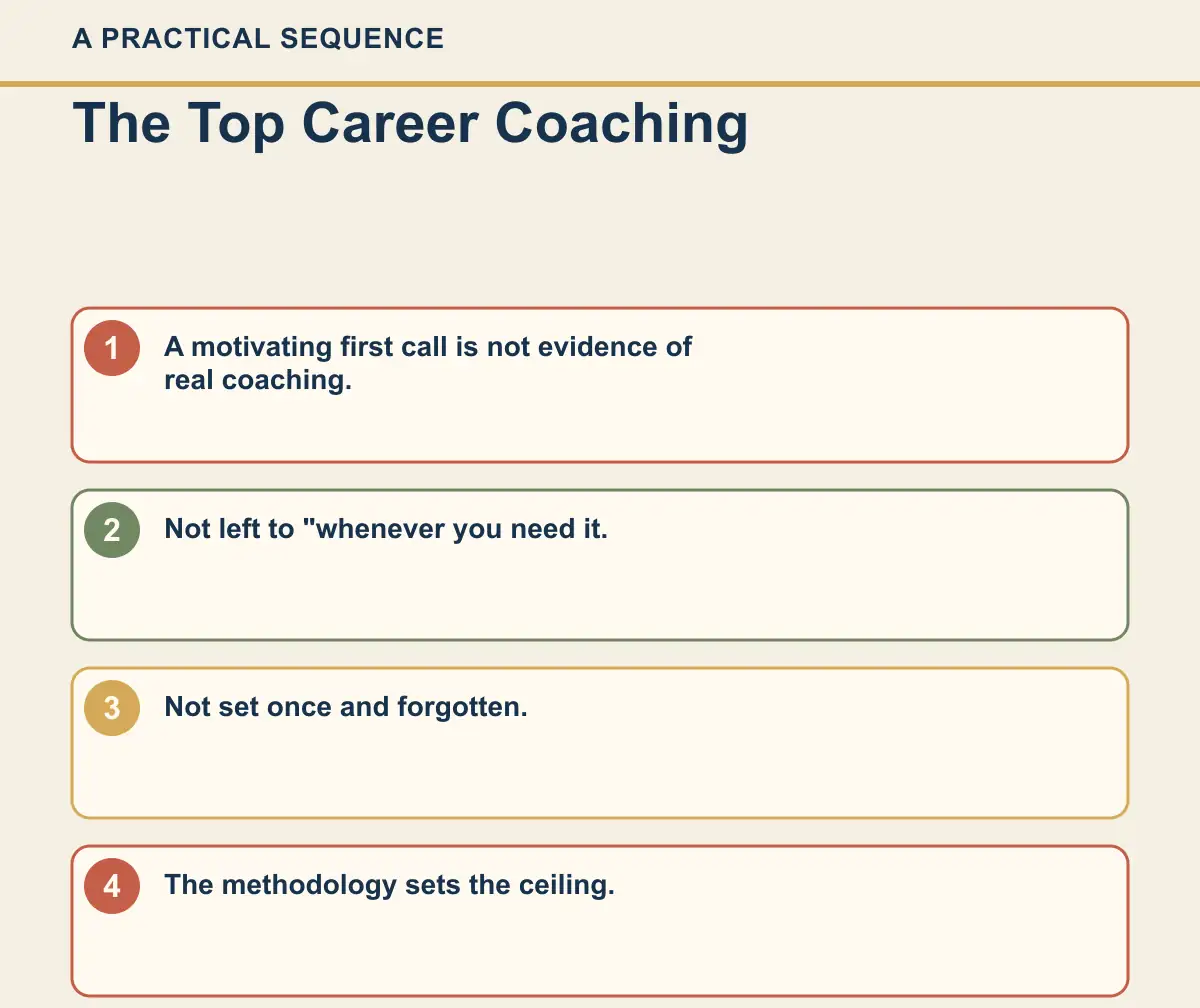 A PRACTICAL SEQUENCE
The Top Career Coaching
1
A motivating first call is not evidence of
real coaching.
2
Not left to "whenever you need it.
3
Not set once and forgotten.
4
The methodology sets the ceiling.